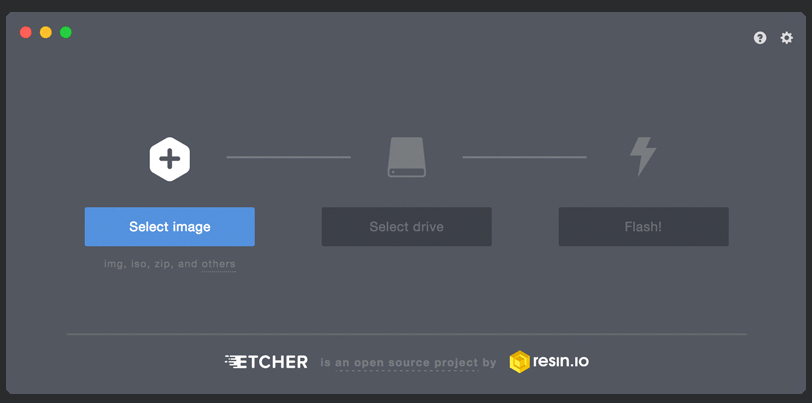 Select image
Select drive
Flash!
img, iso, zip, and others
ETCHER is an open source project by resin.io